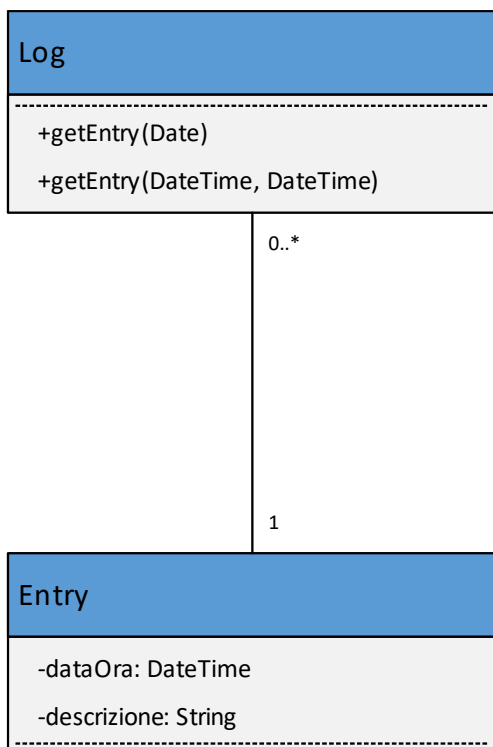 Log
+getEntry(Date)
+getEntry(DateTime, DateTime)
0..*
1
Entry
-dataOra: DateTime
-descrizione: String